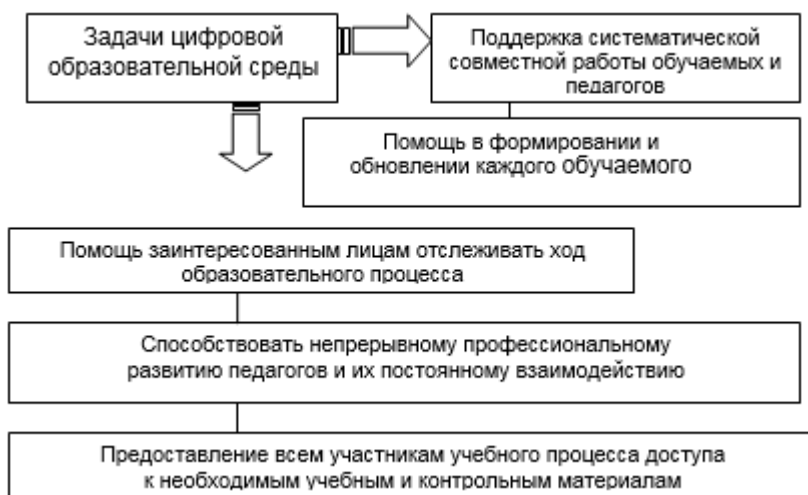 Задачи цифровой
образовательной среды
Поддержка систематической
совместной работы обучаемых и
педагогов
Помощь в формировании и
обновлении каждого обучаемого
Помощь заинтересованным лицам отслеживать ход
образовательного процесса
Способствовать непрерывному профессиональному
развитию педагогов и их постоянному взаимодействию
Предоставление всем участникам учебного процесса доступа
к необходимым учебным и контрольным материалам